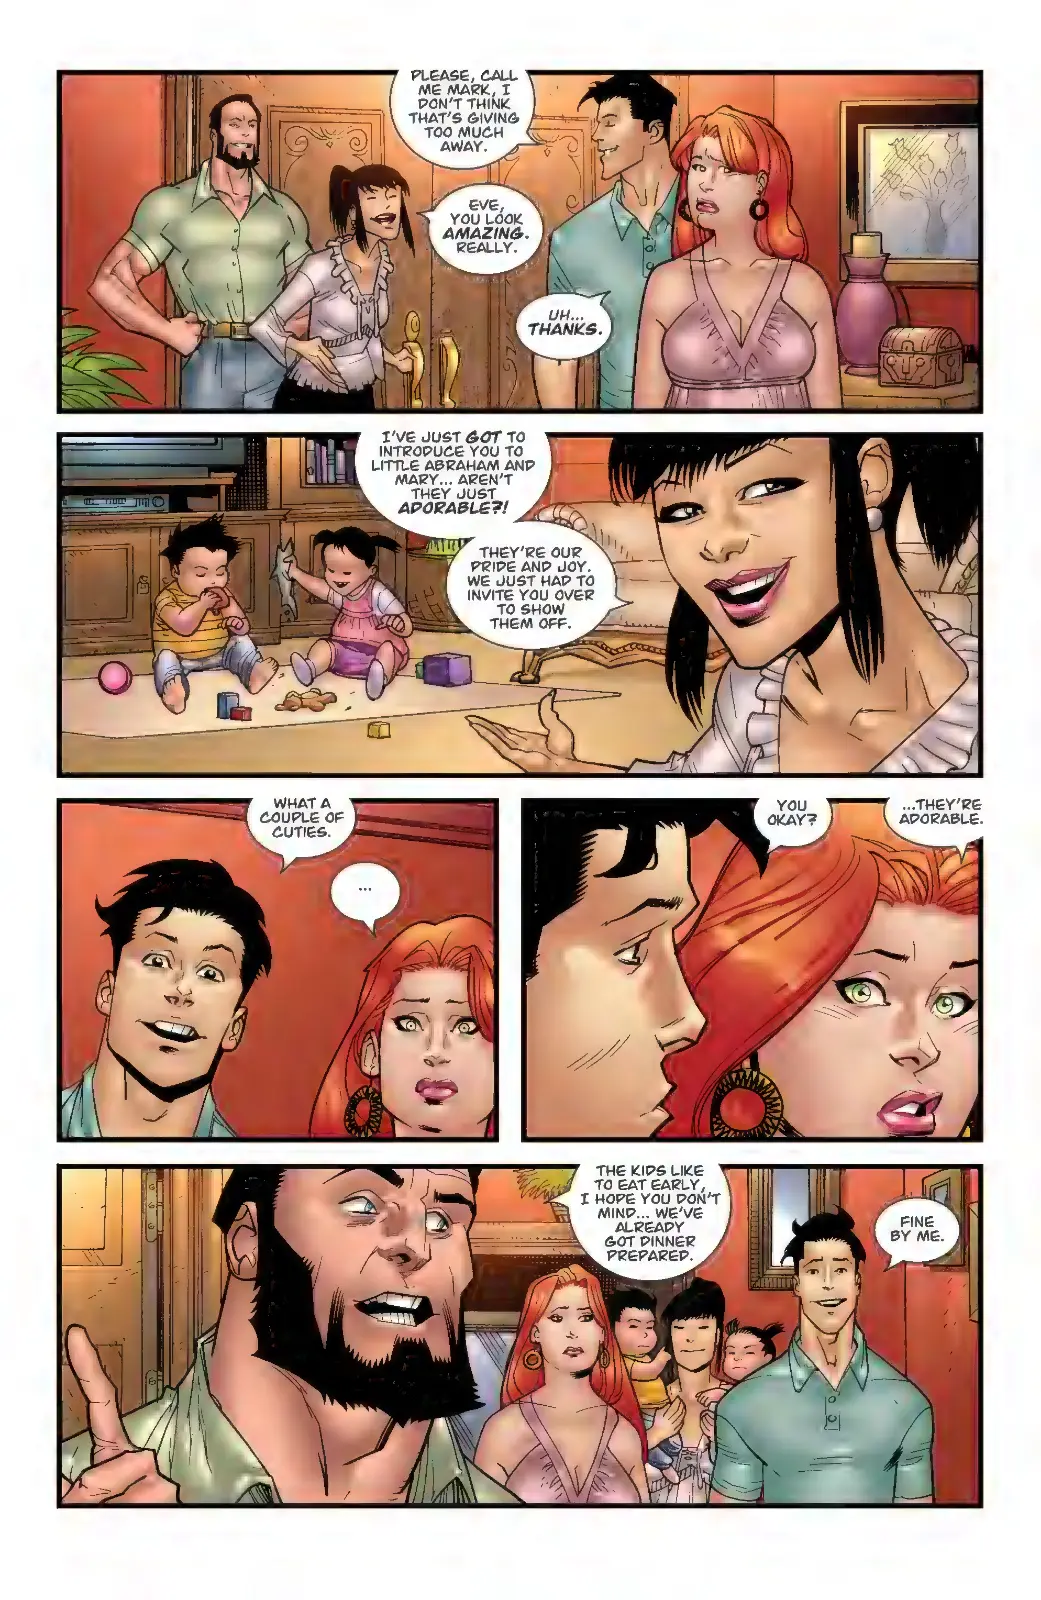 PLEASE, CALL
ME MARK, I
DON'T THINK
THAT'S GIVING
TOO MUCH
AWAY.
EVE,
YOU LOOK
AMAZING.
REALLY.
UH...
THANKS.
I'VE JUST GOT TO
INTRODUCE YOU TO
LITTLE ABRAHAM AND
MARY... AREN'T
THEY JUST
ADORABLE?!
THEY'RE OUR
PRIDE AND JOY.
WE JUST HAD TO
INVITE YOU OVER
TO SHOW
THEM OFF.
WHAT A
COUPLE OF
CUTIES.
...
YOU
OKAY?
...THEY'RE
ADORABLE.
THE KIDS LIKE
TO EAT EARLY,
I HOPE YOU DON'T
MIND... WE'VE
ALREADY
GOT DINNER
PREPARED.
FINE
BY ME.